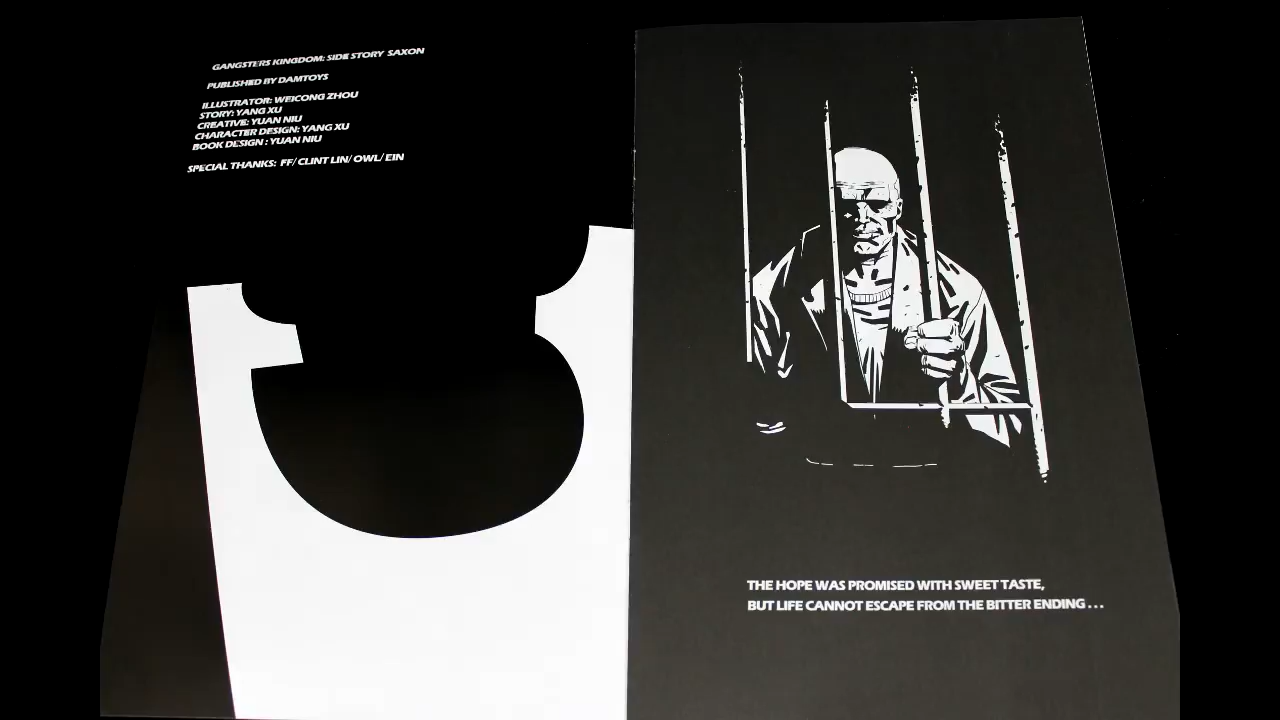 GANGSTERS KINGDOM: SIDE STORY SAXON
PUBLISHED BY DAMTOYS
ILLUSTRATOR: WEICONG ZHOU
STORY: YANG XU
CREATIVE: YUAN NIU
CHARACTER DESIGN: YANG XU
BOOK DESIGN : YUAN NIU
SPECIAL THANKS: FF/ CLINT LIN/ OWL/ EIN
THE HOPE WAS PROMISED WITH SWEET TASTE,
BUT LIFE CANNOT ESCAPE FROM THE BITTER ENDING . . .